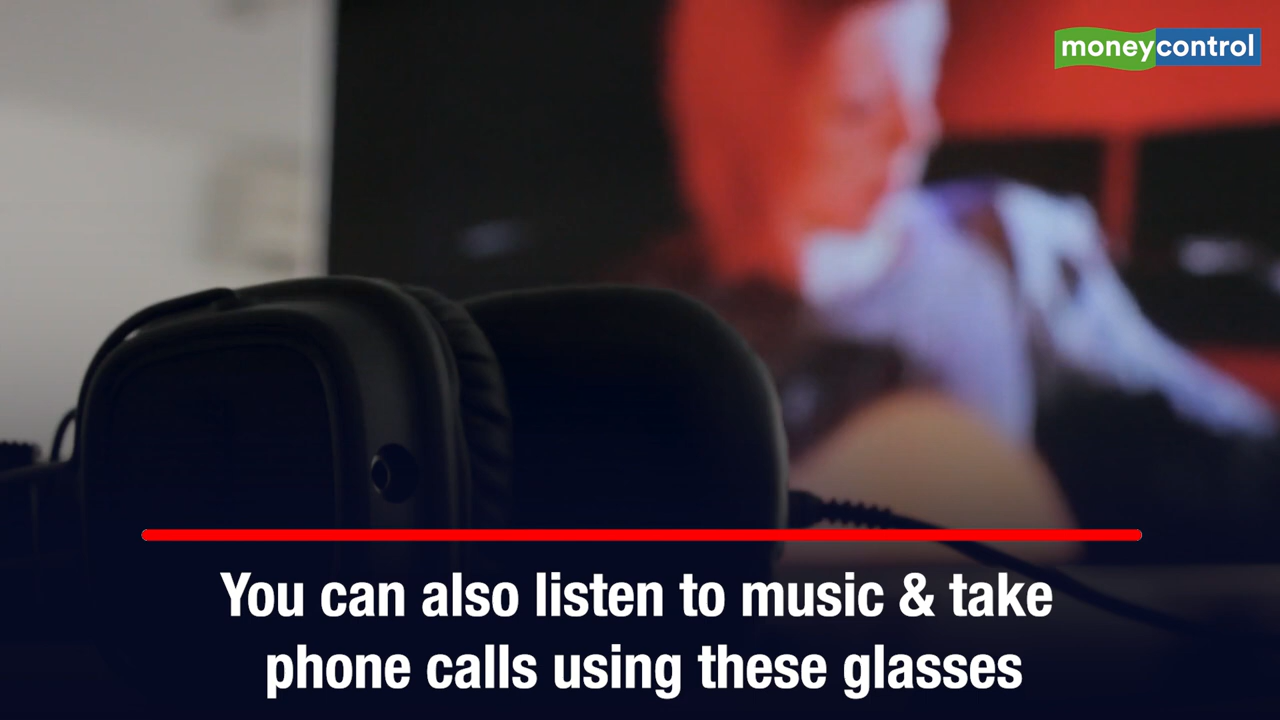 moneycontrol
You can also listen to music & take
phone calls using these glasses